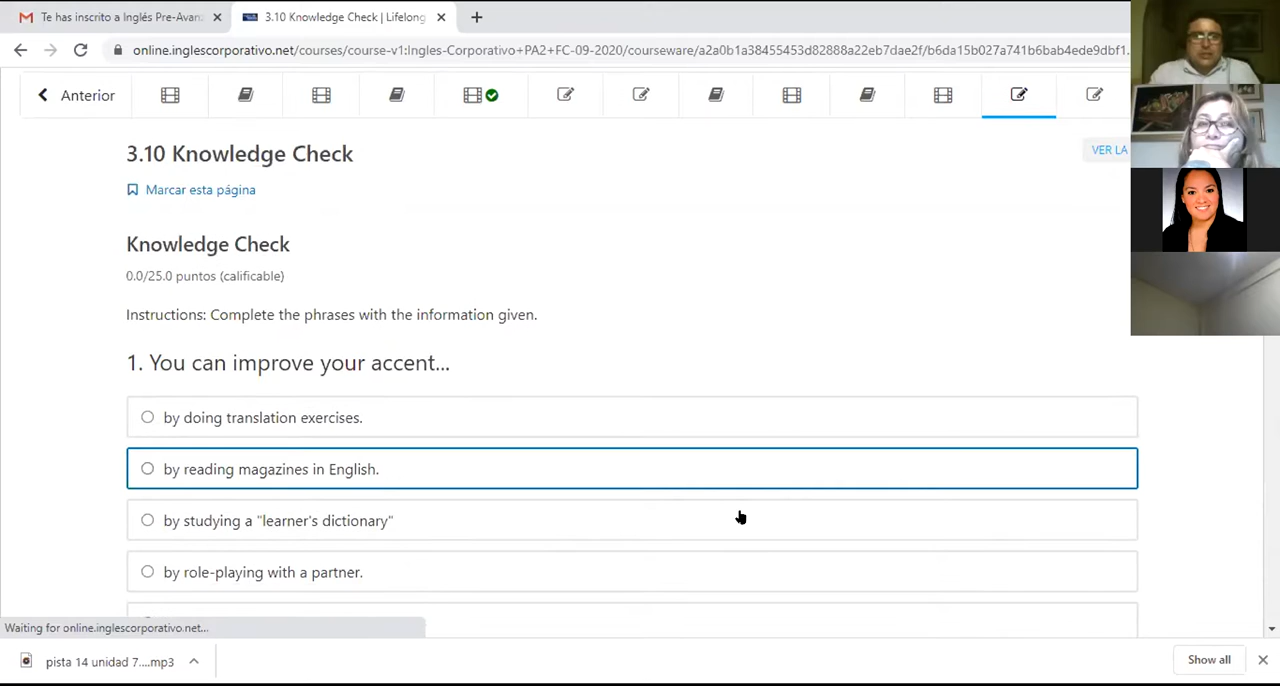 Te has inscrito a Inglés Pre-Avan
3.10 Knowledge Check | Lifelong
online.inglescorporativo.net/courses/course-v1:Ingles-Corporativo+PA2+FC-09-2020/courseware/a2a0b1a38455453d82888a22eb7dae2f/b6da15b027a741b6bab4ede9dbf1...
Anterior
3.10 Knowledge Check
VER LA
Marcar esta página
Knowledge Check
0.0/25.0 puntos (calificable)
Instructions: Complete the phrases with the information given.
1. You can improve your accent...
by doing translation exercises.
by reading magazines in English.
by studying a "learner's dictionary"
by role-playing with a partner.
Waiting for online.inglescorporativo.net...
pista 14 unidad 7....mp3
Show all